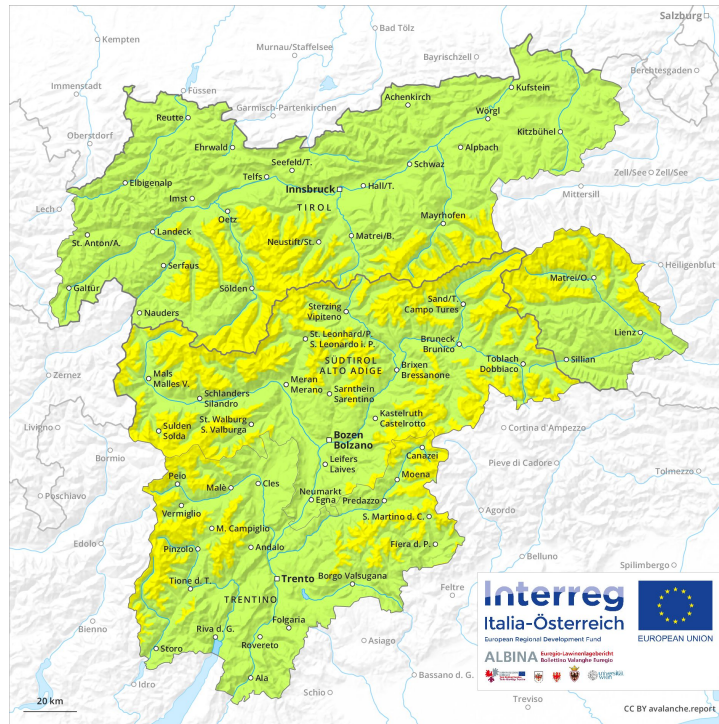 Salzburg
Kempten
Murnau/Staffelsee
Bad Tölz
Bayrischzell
Berchtesgaden
Immenstadt
Füssen
Garmisch-Partenkirchen
Oberstdorf
Achenkirch
Kufstein
Wörgl
Kitzbühel
Reutte
Ehrwald
Seefeld/T.
Telfs
Schwaz
Alpbach
Zell/See
Zell/See
Mittersill
Elbigenalp
Imst
Innsbruck
Hall/T.
TIROL
Lech
Oetz
Mayrhofen
St. Anton/A.
Landeck
Neustift/St.
Matrei/B.
Serfaus
Sölden
Galtür
Nauders
Matrei/O.
Heiligenblut
Lienz
Sillian
Sterzing
Vipiteno
Sand/T.
Campo Tures
St. Leonhard/P.
S. Leonardo i. P.
Bruneck
Brunico
Toblach
Dobbiaco
SÜDTIROL
ALTO ADIGE
Brixen
Bressanone
Zernez
Mals
Malles V.
Meran
Merano
Sarnthein
Sarentino
Schlanders
Silandro
St. Walburg
S. Valburga
Kastelruth
Castelrotto
Sulden
Solda
Bozen
Bolzano
Cortina d'Ampezzo
Livigno
Bormio
Leifers
Laives
Canazei
Pieve di Cadore
Tolmezzo
Poschiavo
Peio
Malè
Cles
Moena
Neumarkt
Egna
Predazzo
Vermiglio
S. Martino d. C.
Agordo
M. Campiglio
Edolo
Pinzolo
Andalo
Fiera d. P.
Belluno
Spilimbergo
Tione d. T.
Trento
Borgo Valsugana
Feltre
TRENTINO
Bienno
Riva d. G.
Folgaria
Storo
Rovereto
Asiago
Ala
Idro
Schio
Bassano d. G.
Treviso
20 km
Interreg
Italia-Österreich
European Regional Development Fund
EUROPEAN UNION
ALBINA
Euregio-Lawinenlagebericht
Bollettino Valanghe Euregio
universität
wien
CC BY avalanche.report